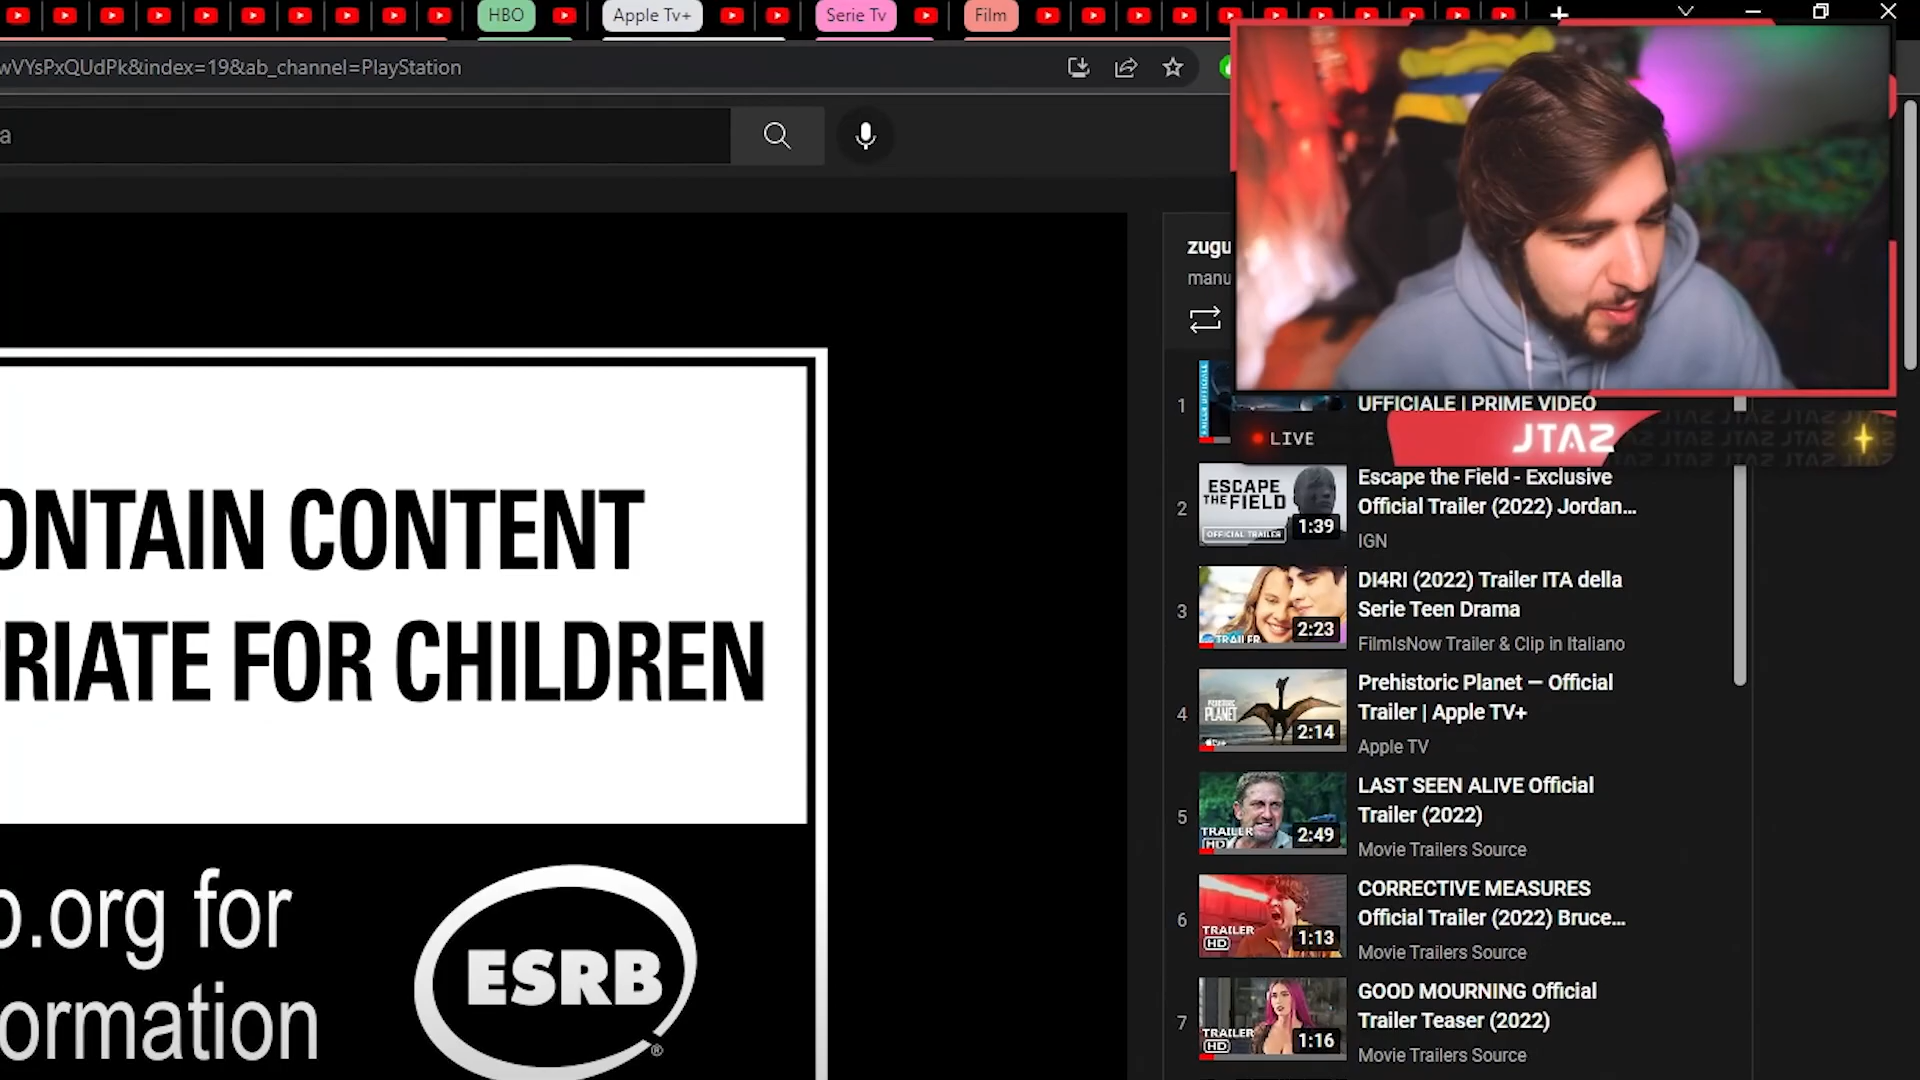 HBO
Apple Tv+
Serie Tv
Film
wVYsPxQUdPk&index=19&ab_channel=PlayStation
a
zugu
manu
ONTAIN CONTENT
RIATE FOR CHILDREN
.org for
ormation
ESRB
®
1
UFFICIALE | PRIME VIDEO
LIVE
JTAZ
2
ESCAPE
THE FIELD
OFFICIAL TRAILER
1:39
Escape the Field - Exclusive
Official Trailer (2022) Jordan...
IGN
3
TRAILER
2:23
DI4RI (2022) Trailer ITA della
Serie Teen Drama
FilmIsNow Trailer & Clip in Italiano
4
PREHISTORIC
PLANET
2:14
Prehistoric Planet — Official
Trailer | Apple TV+
Apple TV
5
TRAILER
HD
2:49
LAST SEEN ALIVE Official
Trailer (2022)
Movie Trailers Source
6
TRAILER
HD
1:13
CORRECTIVE MEASURES
Official Trailer (2022) Bruce...
Movie Trailers Source
7
TRAILER
HD
1:16
GOOD MOURNING Official
Trailer Teaser (2022)
Movie Trailers Source